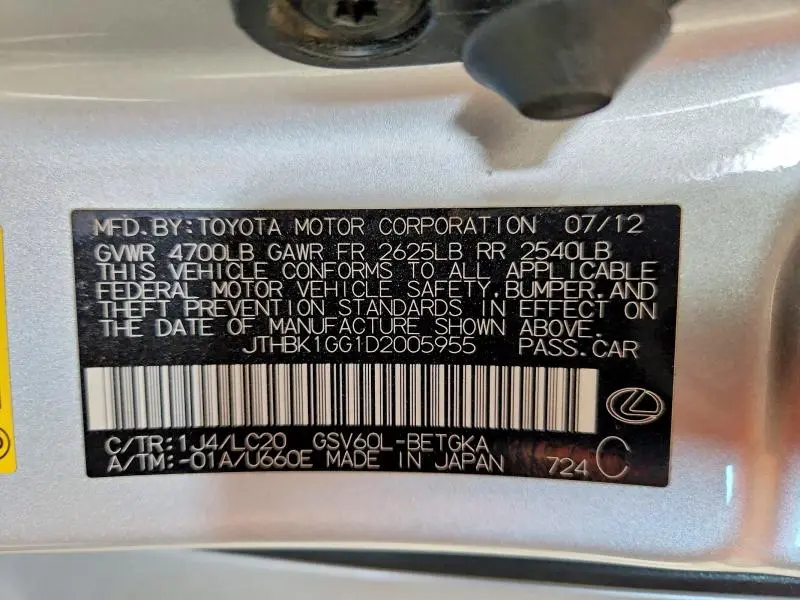 MFD.BY:TOYOTA MOTOR CORPORATION 07/12
GVWR 4700LB GAWR FR 2625LB RR 2540LB
THIS VEHICLE CONFORMS TO ALL APPLICABLE
FEDERAL MOTOR VEHICLE SAFETY,BUMPER,AND
THEFT PREVENTION STANDARDS IN EFFECT ON
THE DATE OF MANUFACTURE SHOWN ABOVE.
JTHBK1GG1D2005955 PASS.CAR
C/TR:1J4/LC20 GSV60L-BETGKA
A/TM:-01A/U660E MADE IN JAPAN 724 C